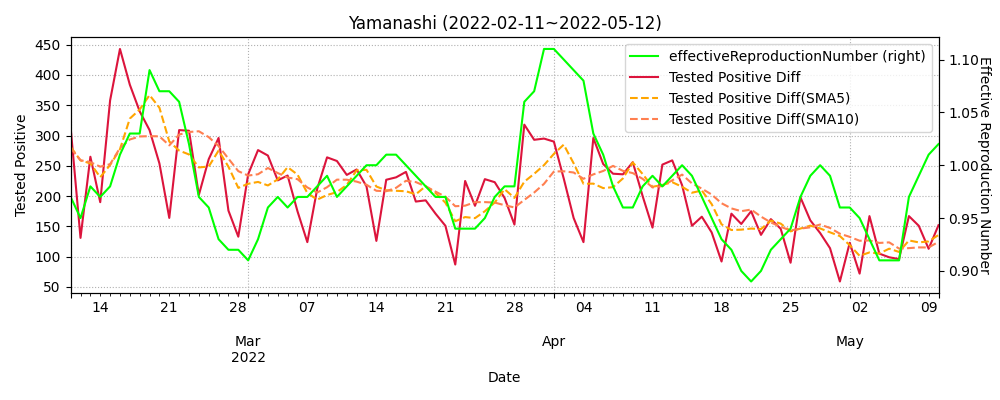 Yamanashi (2022-02-11~2022-05-12)
effectiveReproductionNumber (right)
Tested Positive Diff
Tested Positive Diff(SMA5)
Tested Positive Diff(SMA10)
Tested Positive
450
400
350
300
250
200
150
100
50
1.10
1.05
1.00
0.95
0.90
Effective Reproduction Number
14 21 28 07 14 21 28 04 11 18 25 02 09
Mar Apr May
2022
Date